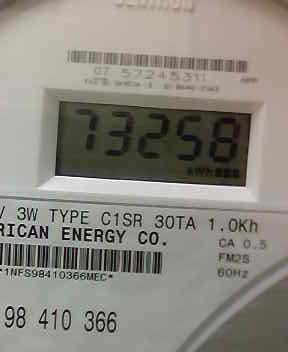 CENTRON
07 57245311
73258
kWh
V 3W TYPE C1SR 30TA 1.0Kh
RICAN ENERGY CO.
CA 0.5
FM2S
60Hz
*1NFS98410366MEC*
98 410 366